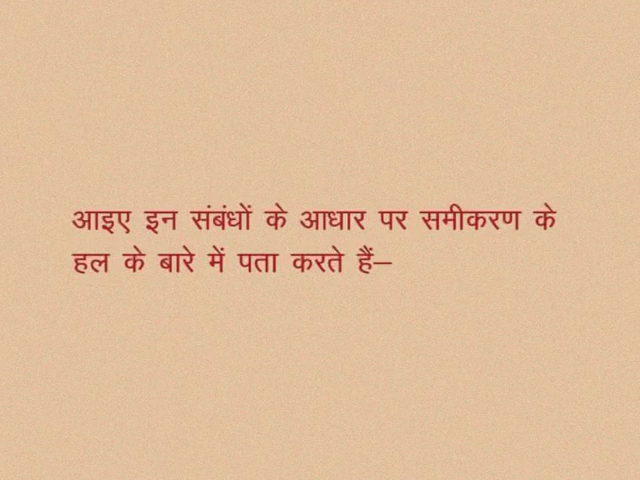 आइए इन संबंधों के आधार पर समीकरण के
हल के बारे में पता करते हैं–